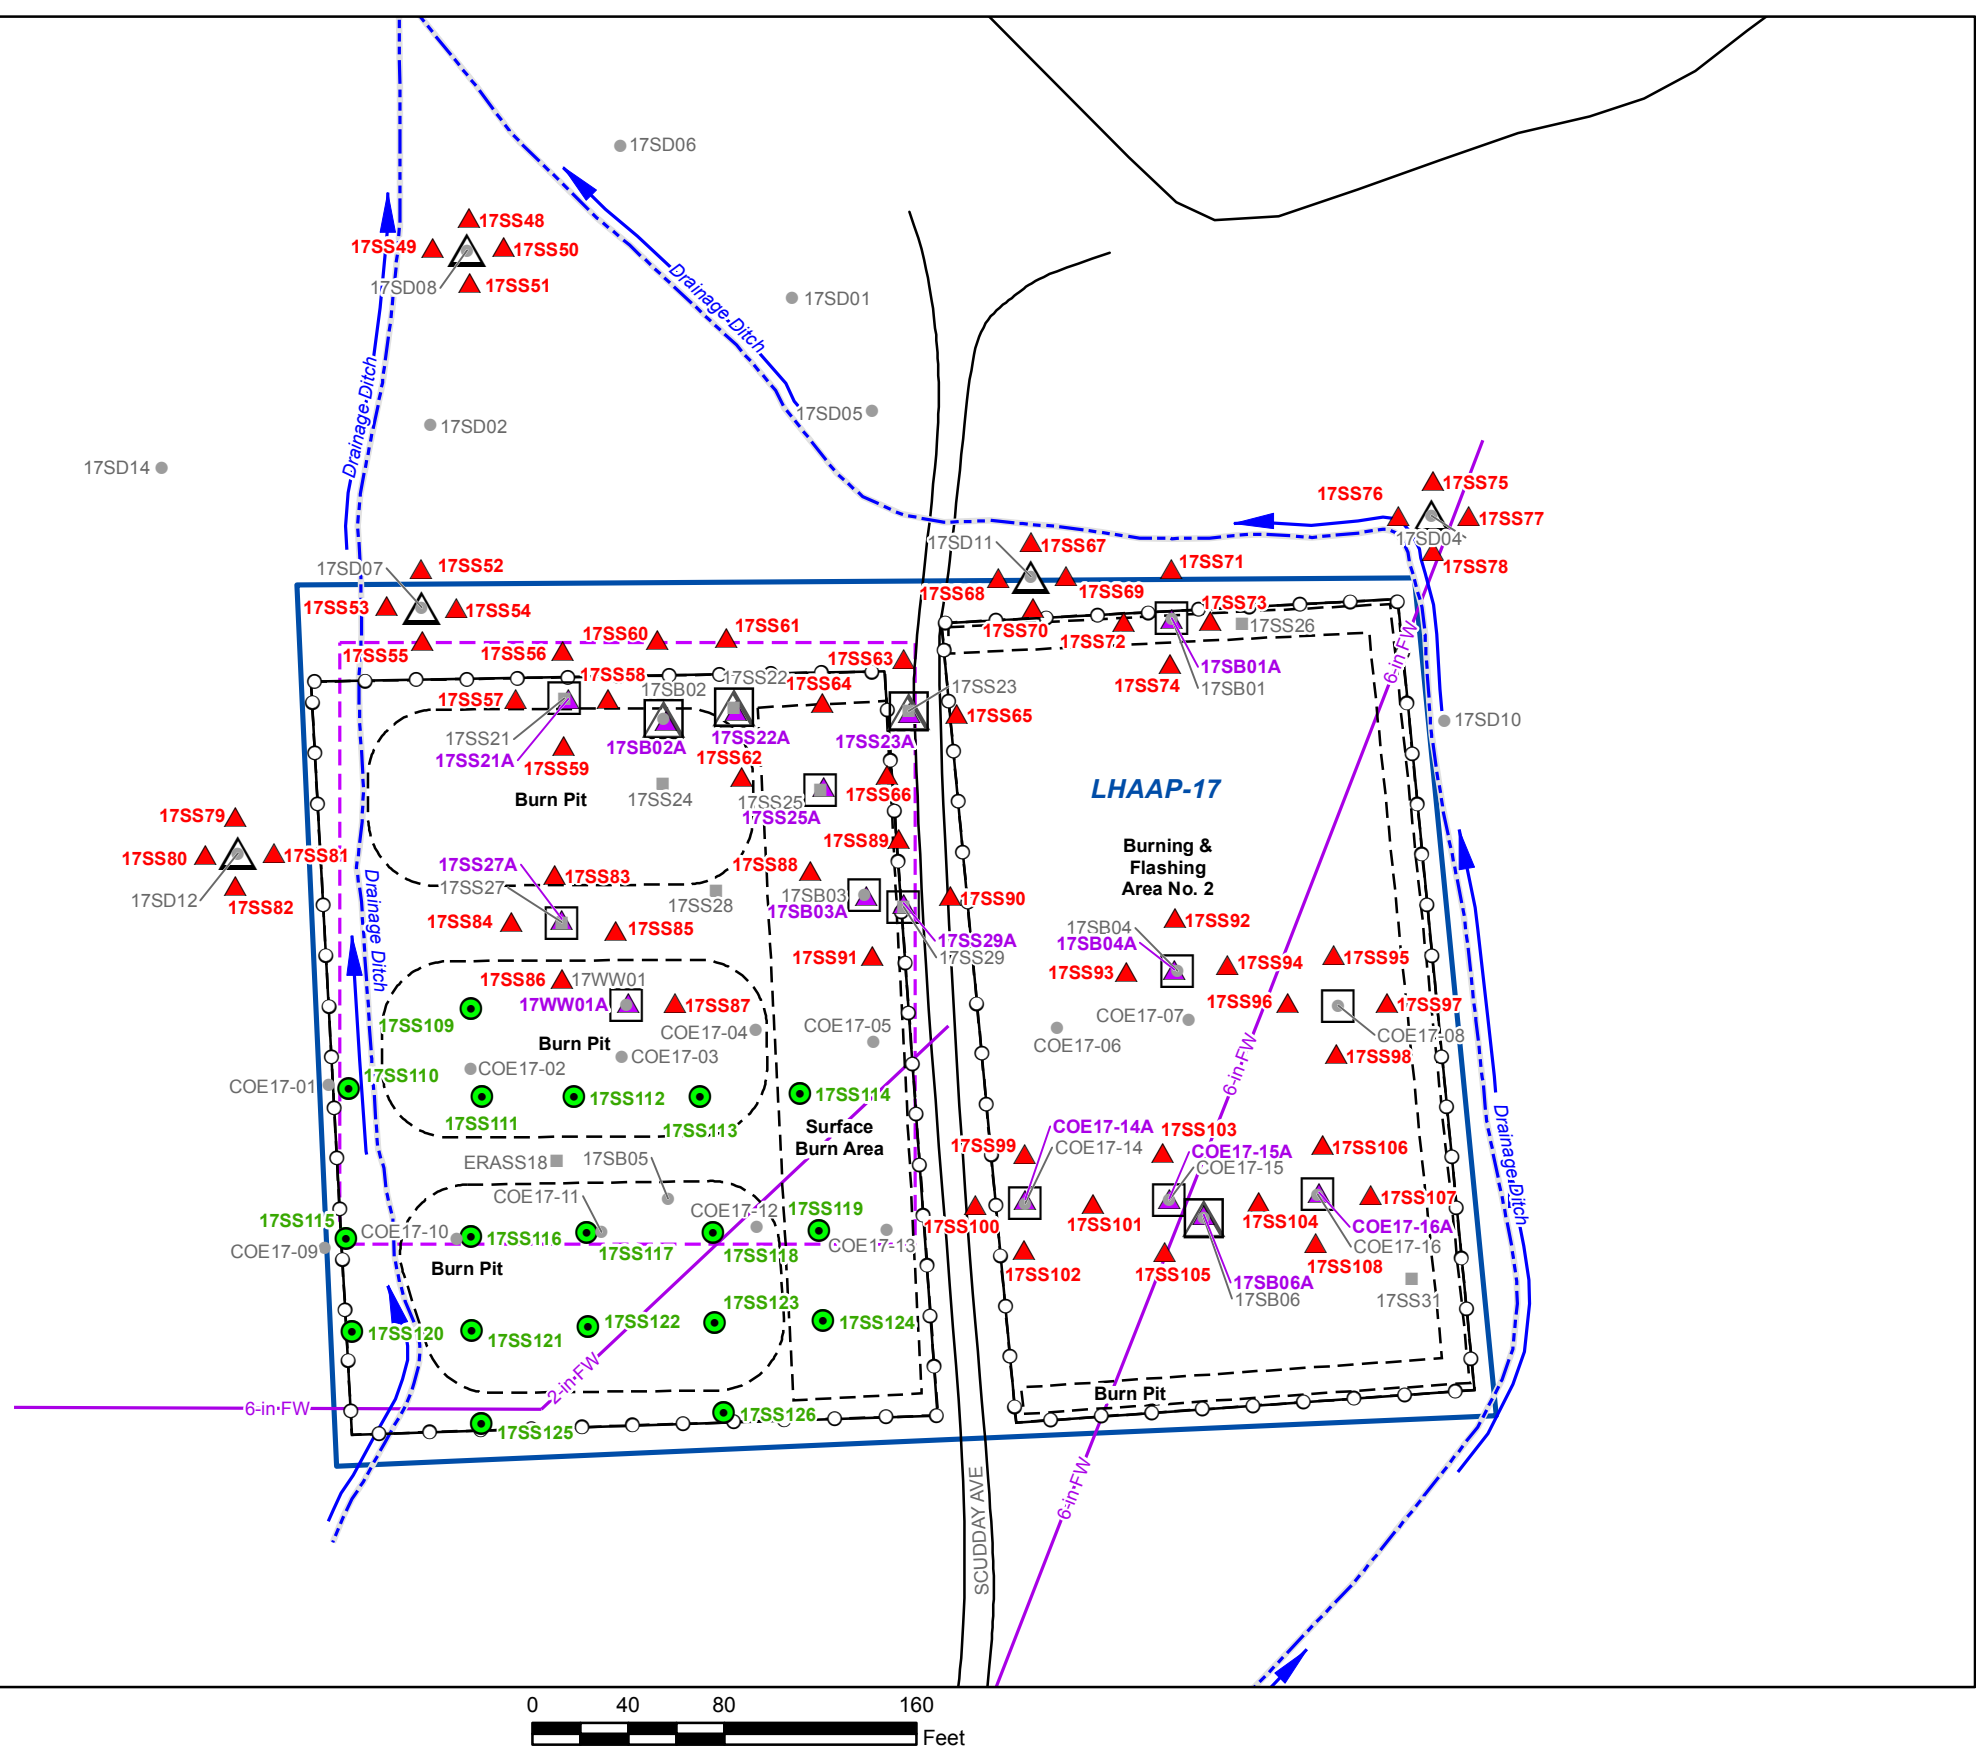 17SD06
17SS48
17SS49
17SS50
17SD08
17SS51
Drainage Ditch
17SD01
Drainage Ditch
17SD05
17SD02
17SD14
17SS75
17SS76
17SS77
17SD04
17SS78
17SD11
17SS67
17SS71
17SD07
17SS52
17SS68
17SS69
17SS53
17SS54
17SS73
17SS70
17SS72
17SS26
17SS60
17SS61
17SS55
17SS56
17SS63
6-in FW
17SB01A
17SS58
17SS22
17SS74
17SB01
17SS57
17SB02
17SS64
17SS23
17SS65
17SD10
17SS21
17SS22A
17SS23A
17SB02A
17SS21A
17SS59
17SS62
LHAAP-17
Burn Pit
17SS24
17SS25
17SS66
17SS25A
17SS79
17SS89
Burning &
Flashing
Area No. 2
17SS80
17SS81
17SS27A
17SS88
17SS83
17SS27
17SD12
17SS82
17SS28
17SB03
17SB03A
17SS90
Drainage Ditch
17SS84
17SS85
17SS92
17SB04
17SS29A
17SB04A
17SS29
17SS91
17SS95
17SS94
17SS93
17SS86
17WW01
17WW01A
17SS87
17SS96
17SS97
17SS109
COE17-07
COE17-04
COE17-05
COE17-08
Burn Pit
COE17-06
COE17-03
17SS98
COE17-02
6-in FW
17SS110
COE17-01
17SS114
17SS112
17SS111
17SS113
Surface
Burn Area
COE17-14A
17SS103
17SS99
COE17-14
17SS106
COE17-15A
17SB05
ERASS18
COE17-15
Drainage Ditch
COE17-11
17SS107
COE17-12
17SS119
17SS115
17SS100
17SS101
17SS104
COE17-16A
COE17-10
17SS116
COE17-13
COE17-16
COE17-09
17SS117
17SS118
Burn Pit
17SS108
17SS102
17SS105
17SB06A
17SB06
17SS31
17SS123
17SS122
17SS124
17SS120
17SS121
2-in FW
Burn Pit
6-in FW
17SS126
17SS125
6-in FW
SCUDDAY AVE
0 40 80 160
Feet